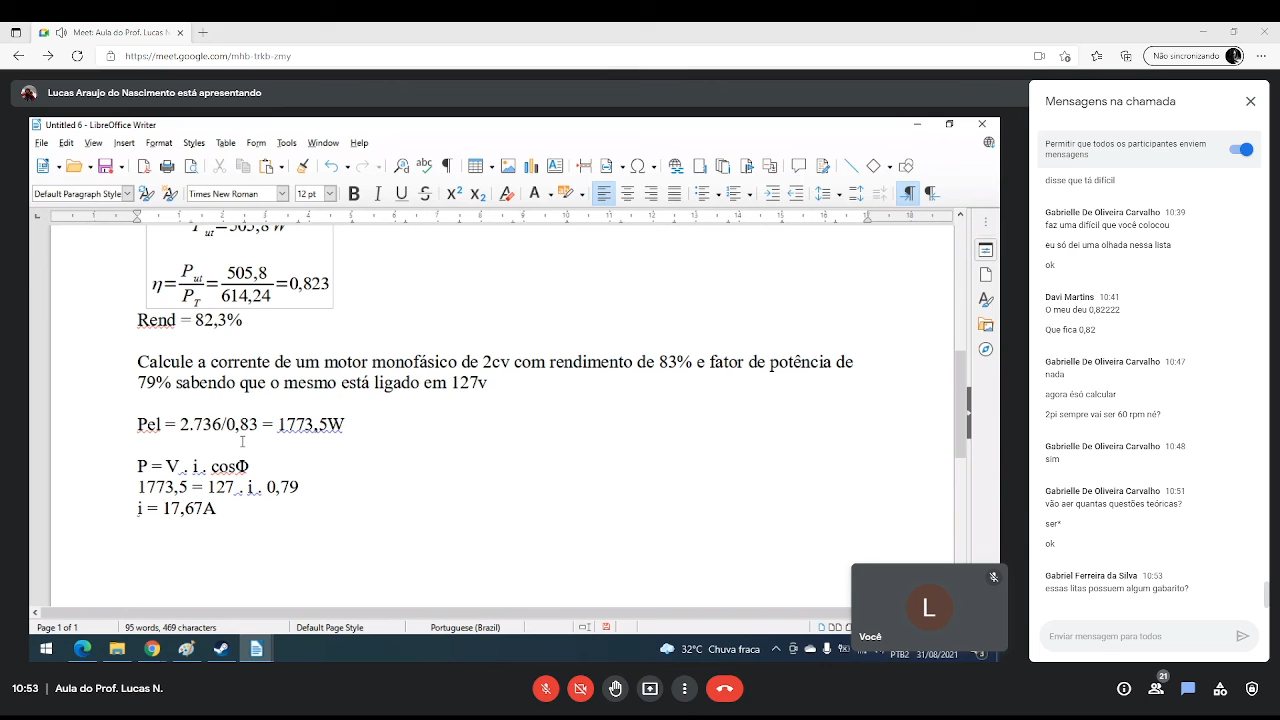 Meet: Aula do Prof. Lucas N
https://meet.google.com/mhb-trkb-zmy
Não sincronizando
Lucas Araujo do Nascimento está apresentando
Untitled 6 - LibreOffice Writer
File Edit View Insert Format Styles Table Form Tools Window Help
Default Paragraph Style Times New Roman 12 pt
P_ut=505,8W
η=P_ut/P_T=505,8/614,24=0,823
Rend = 82,3%
Calcule a corrente de um motor monofásico de 2cv com rendimento de 83% e fator de potência de
79% sabendo que o mesmo está ligado em 127v
Pel = 2.736/0,83 = 1773,5W
P = V . i . cosΦ
1773,5 = 127 . i . 0,79
i = 17,67A
L
Você
Page 1 of 1 95 words, 469 characters Default Page Style Portuguese (Brazil)
32°C Chuva fraca PTB2 31/08/2021
Mensagens na chamada
Permitir que todos os participantes enviem
mensagens
disse que tá difícil
Gabrielle De Oliveira Carvalho 10:39
faz uma difícil que você colocou
eu só dei uma olhada nessa lista
ok
Davi Martins 10:41
O meu deu 0,82222
Que fica 0,82
Gabrielle De Oliveira Carvalho 10:47
nada
agora ésó calcular
2pi sempre vai ser 60 rpm né?
Gabrielle De Oliveira Carvalho 10:48
sim
Gabrielle De Oliveira Carvalho 10:51
vão aer quantas questões teóricas?
ser*
ok
Gabriel Ferreira da Silva 10:53
essas litas possuem algum gabarito?
Enviar mensagem para todos
10:53 Aula do Prof. Lucas N.
21